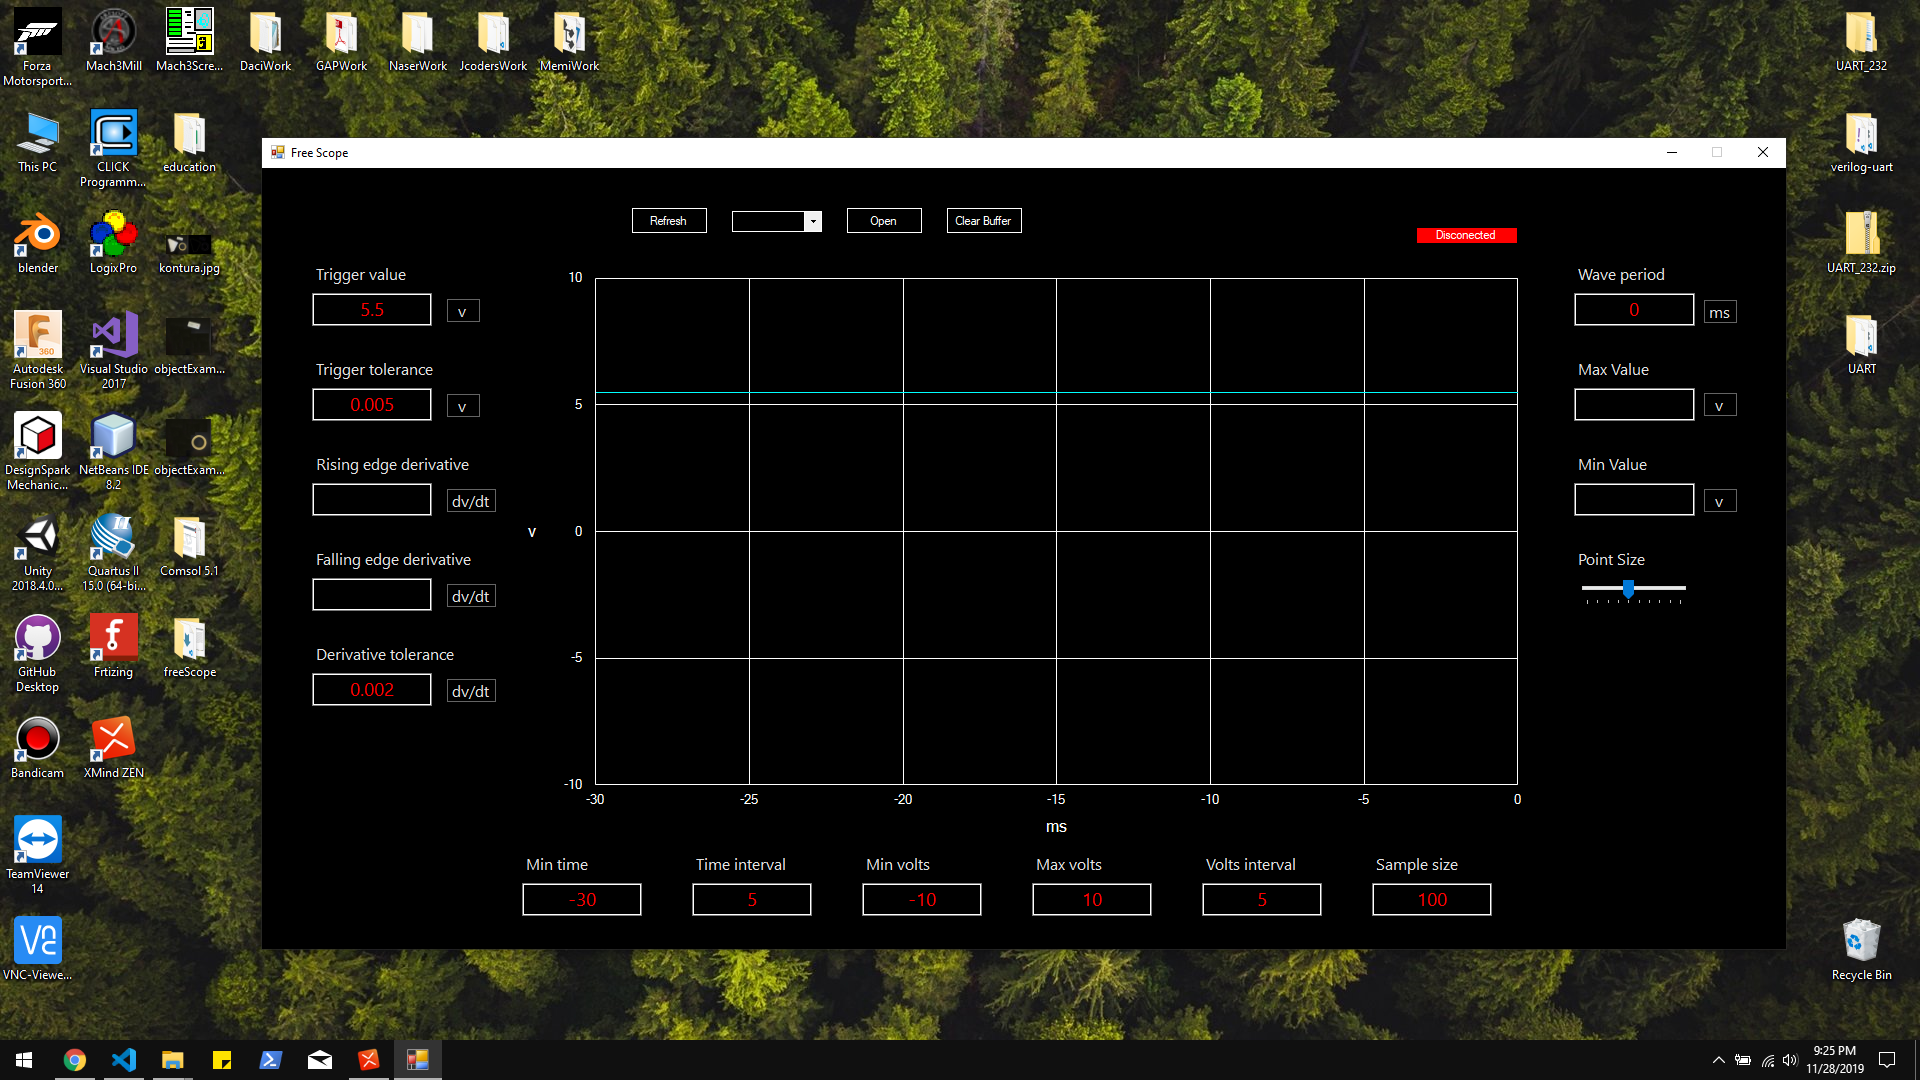 Forza
Motorsport...
Mach3Mill
Mach3Scre...
DaciWork
GAPWork
NaserWork
JcodersWork
MemiWork
UART_232
This PC
CLICK
Programm...
education
verilog-uart
blender
LogixPro
kontura.jpg
UART_232.zip
Autodesk
Fusion 360
Visual Studio
2017
objectExam...
UART
DesignSpark
Mechanic...
NetBeans IDE
8.2
objectExam...
Unity
2018.4.0...
Quartus II
15.0 (64-bi...
Comsol 5.1
GitHub
Desktop
Frtizing
freeScope
Bandicam
XMind ZEN
TeamViewer
14
VNC-Viewe...
Recycle Bin
Free Scope
Refresh
Open
Clear Buffer
Disconected
Trigger value
5.5
v
Trigger tolerance
0.005
v
Rising edge derivative
dv/dt
Falling edge derivative
dv/dt
Derivative tolerance
0.002
dv/dt
v
10
5
0
-5
-10
-30
-25
-20
-15
-10
-5
0
ms
Wave period
0
ms
Max Value
v
Min Value
v
Point Size
Min time
-30
Time interval
5
Min volts
-10
Max volts
10
Volts interval
5
Sample size
100
9:25 PM
11/28/2019